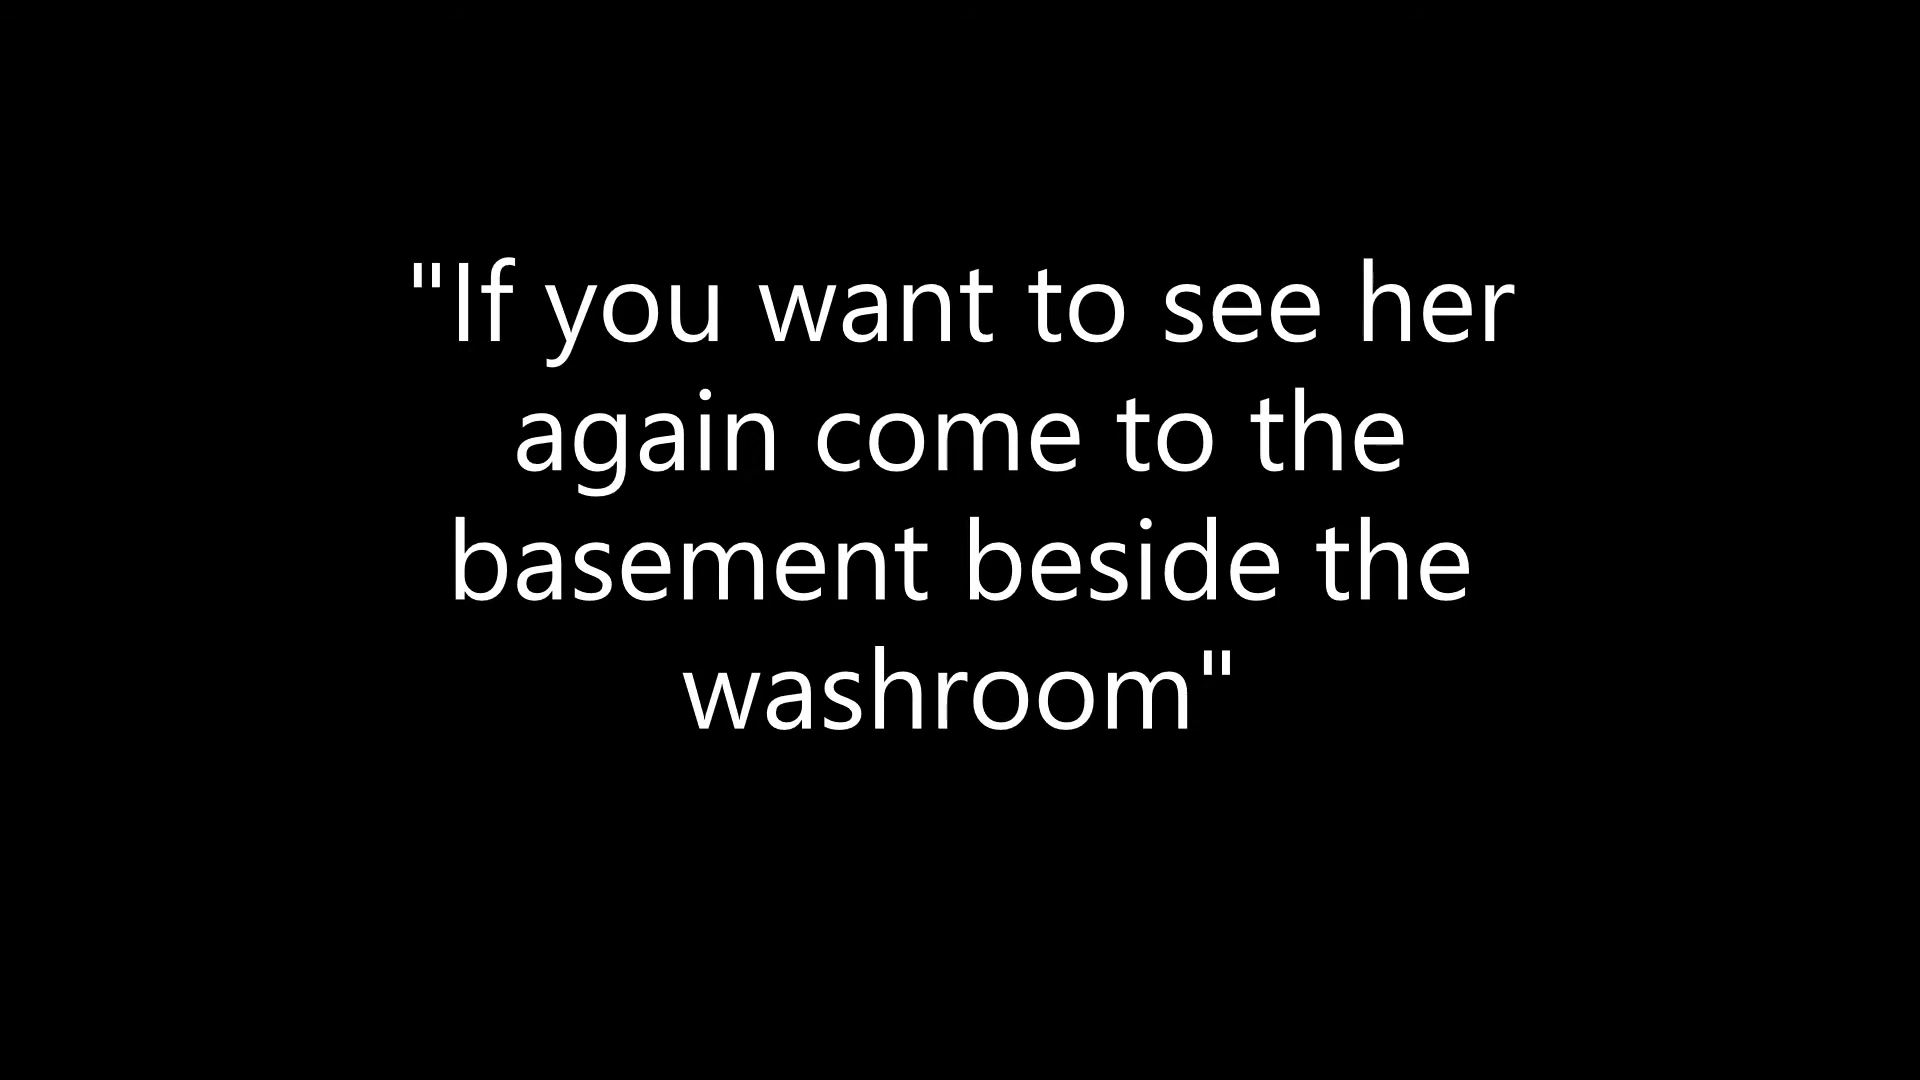 "If you want to see her
again come to the
basement beside the
washroom"